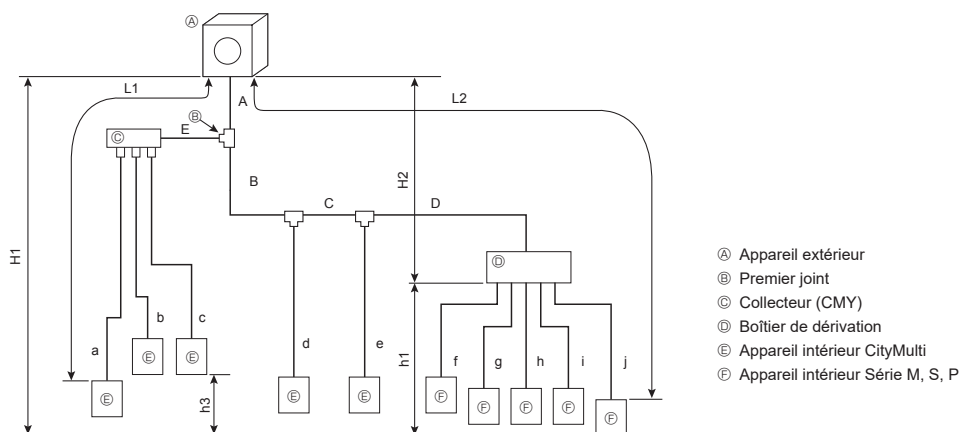 Ⓐ
L1
A
L2
Ⓑ
E
Ⓒ
B
H2
C
D
H1
Ⓓ
a
b
c
d
e
f
g
h
i
j
h1
h3
Ⓔ
Ⓔ
Ⓔ
Ⓔ
Ⓔ
Ⓕ
Ⓕ
Ⓕ
Ⓕ
Ⓕ
Ⓐ Appareil extérieur
Ⓑ Premier joint
Ⓒ Collecteur (CMY)
Ⓓ Boîtier de dérivation
Ⓔ Appareil intérieur CityMulti
Ⓕ Appareil intérieur Série M, S, P